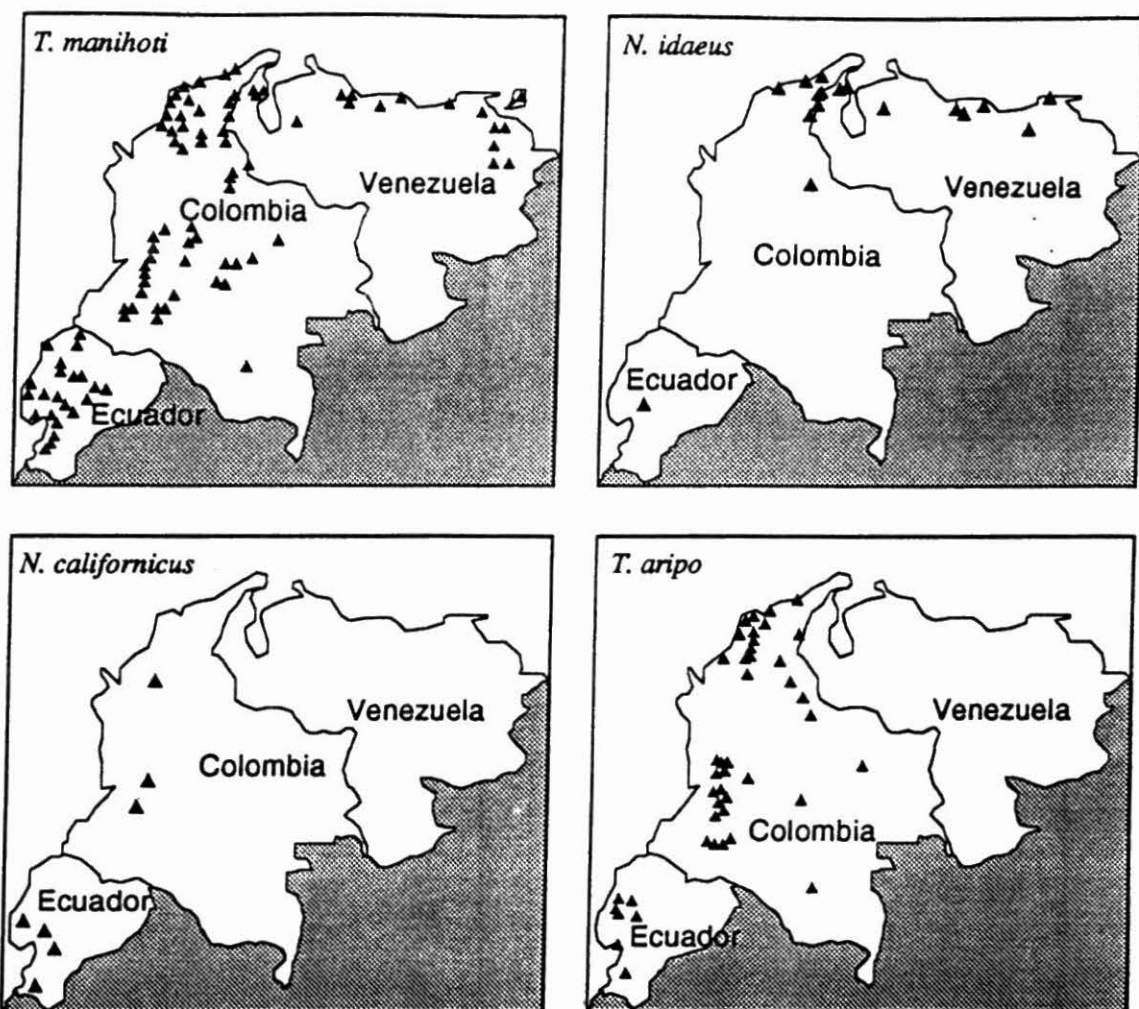 T. manihoti
Venezuela
Colombia
Ecuador
N. idaeus
Venezuela
Colombia
Ecuador
N. californicus
Venezuela
Colombia
Ecuador
T. aripo
Venezuela
Colombia
Ecuador